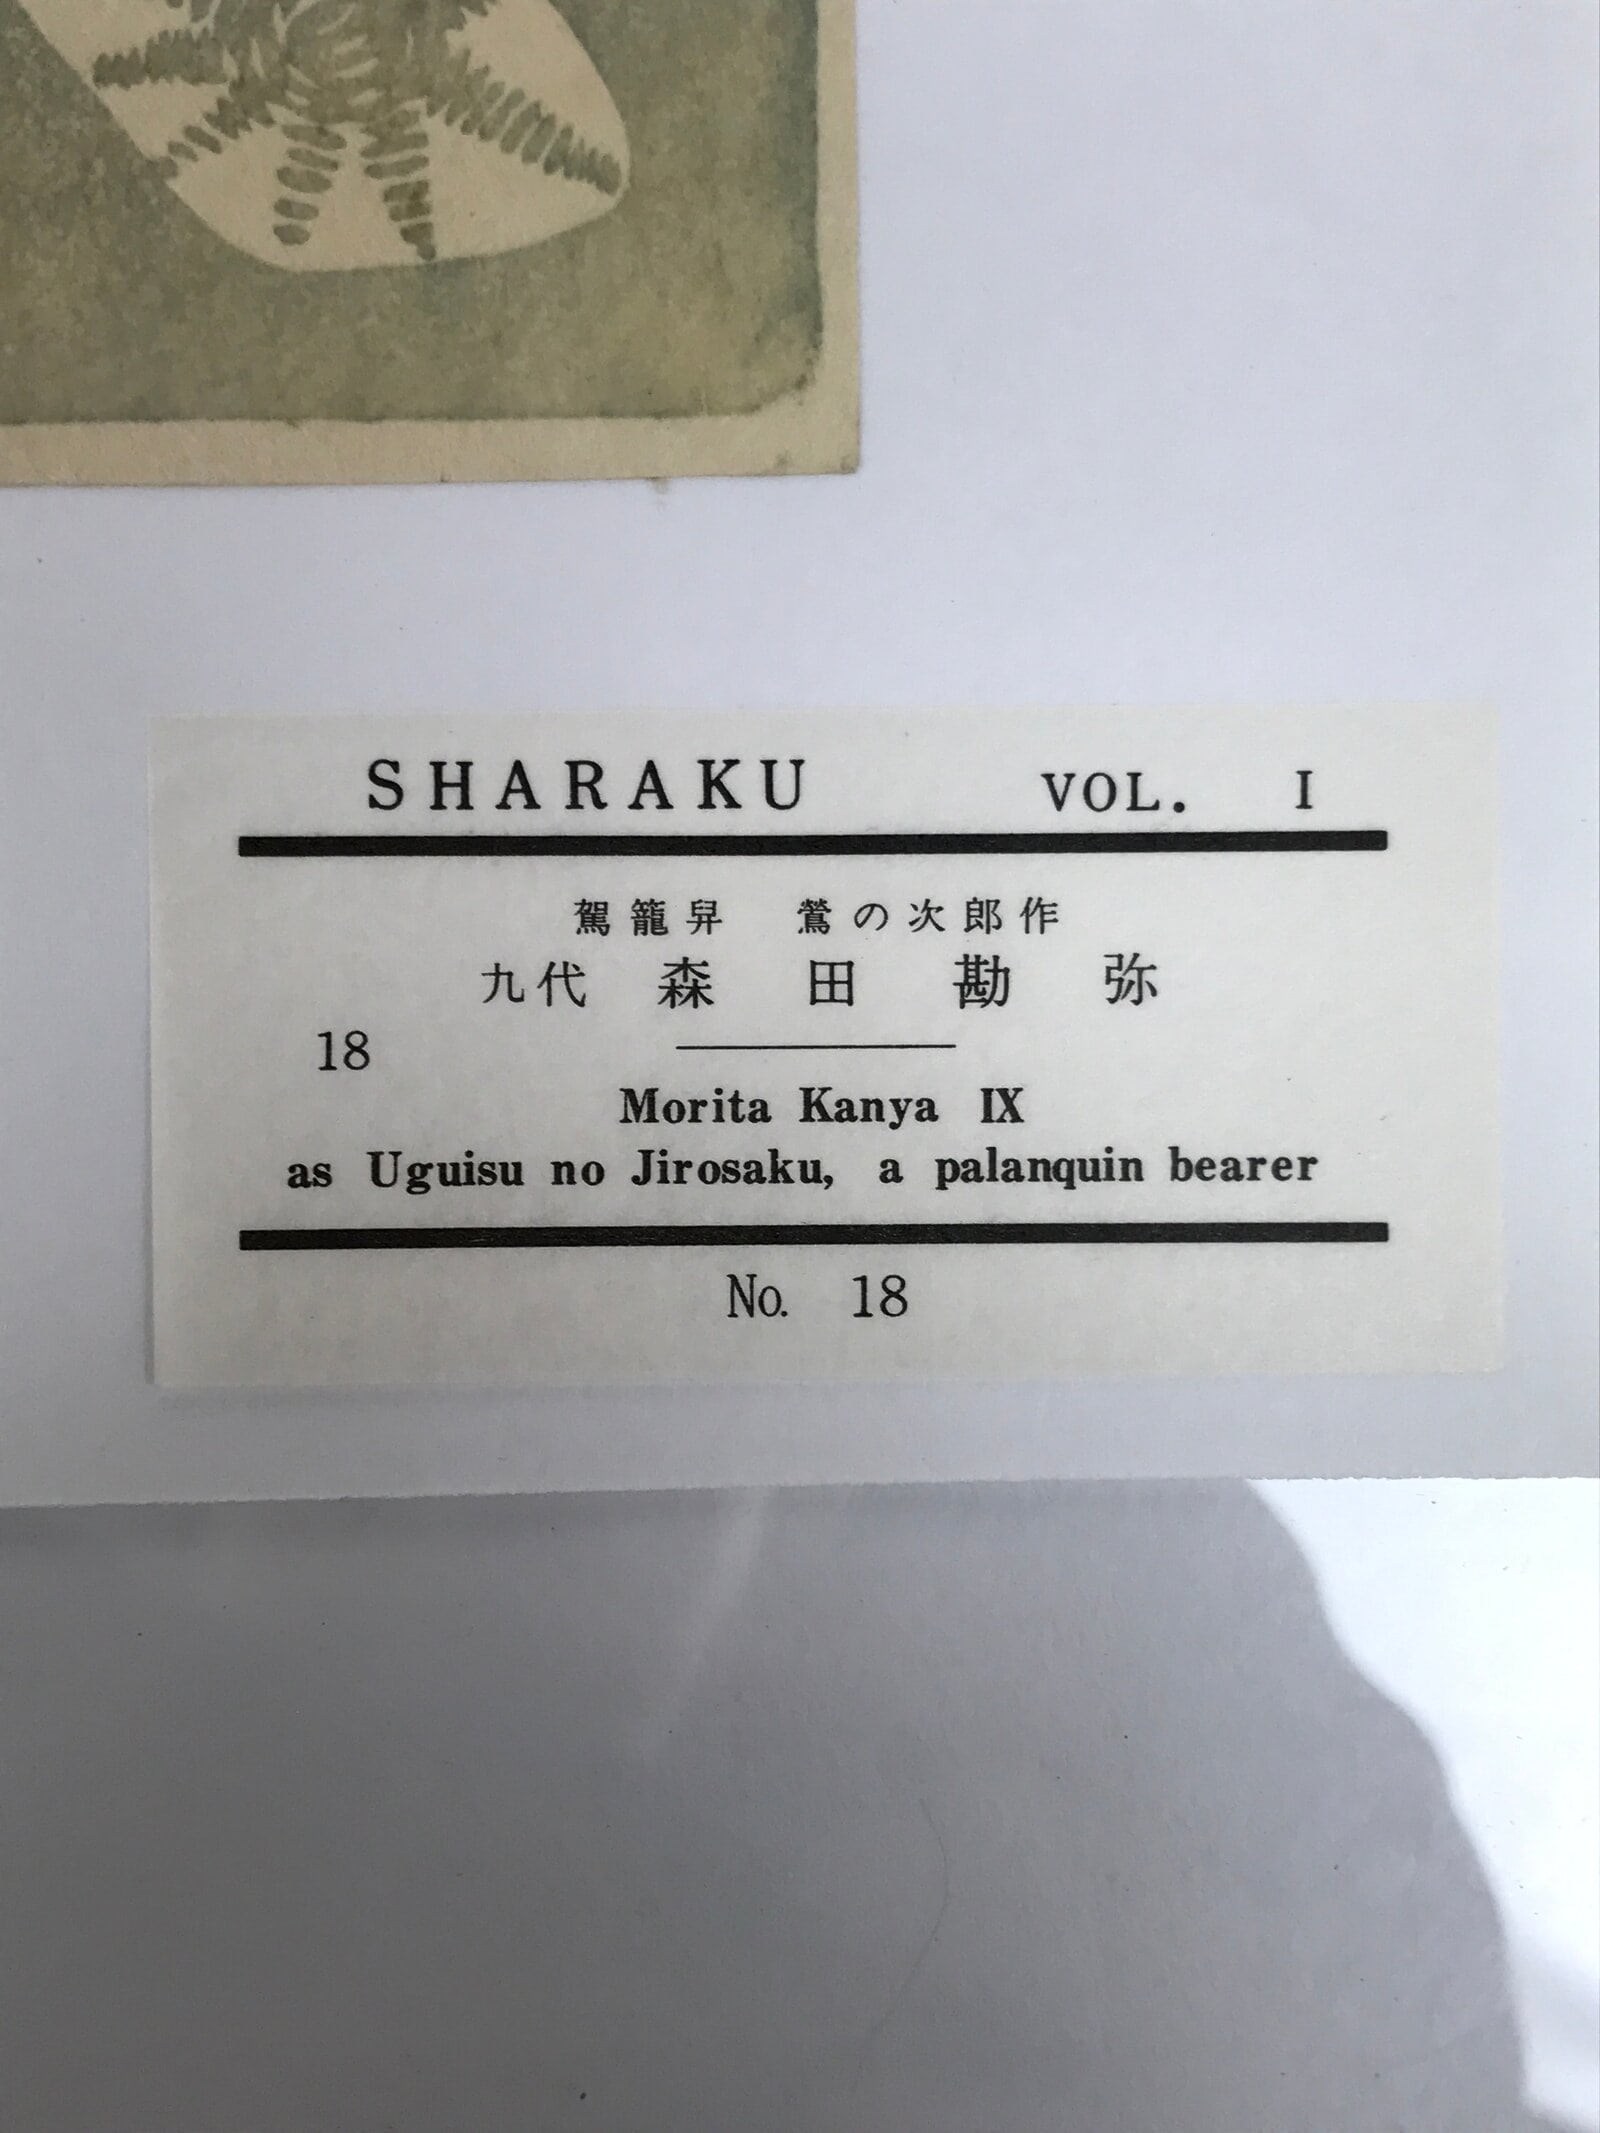 SHARAKU VOL. I
駕籠舁 鶯の次郎作
九代 森田勘弥
18
Morita Kanya IX
as Uguisu no Jirosaku, a palanquin bearer
No. 18